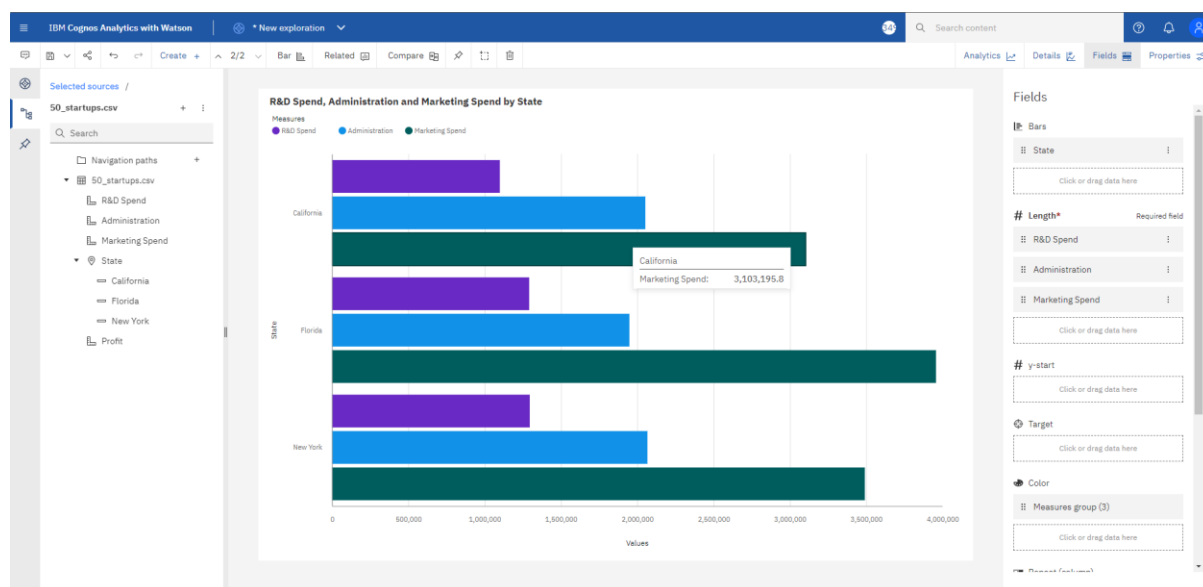 IBM Cognos Analytics with Watson
* New exploration
Search content
Create +
2/2
Bar
Related
Compare
Analytics
Details
Fields
Properties
Selected sources /
50_startups.csv
Search
Navigation paths
50_startups.csv
R&D Spend
Administration
Marketing Spend
State
California
Florida
New York
Profit
R&D Spend, Administration and Marketing Spend by State
Measures
R&D Spend Administration Marketing Spend
California
California
Marketing Spend: 3,103,195.8
State
Florida
New York
0 500,000 1,000,000 1,500,000 2,000,000 2,500,000 3,000,000 3,500,000 4,000,000
Values
Fields
Bars
State
Click or drag data here
# Length* Required field
R&D Spend
Administration
Marketing Spend
Click or drag data here
# y-start
Click or drag data here
Target
Click or drag data here
Color
Measures group (3)
Click or drag data here